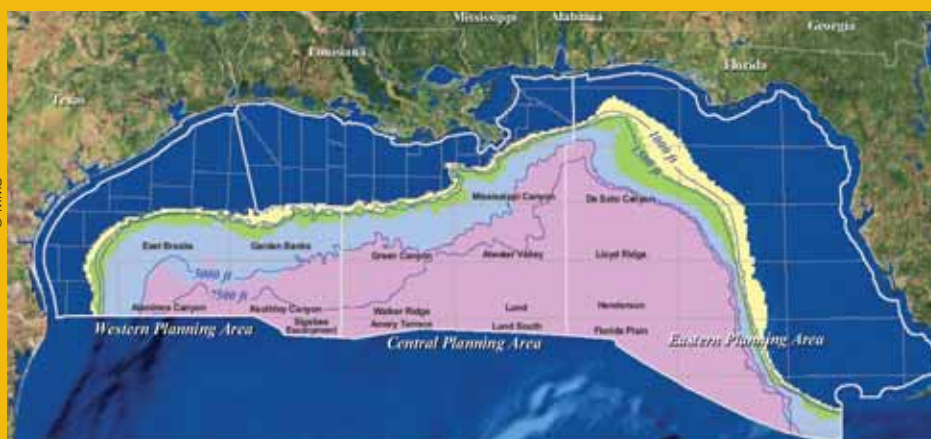 Mississippi
Alabama
Georgia
Louisiana
Florida
Texas
1000 ft
1500 ft
Mississippi Canyon
De Soto Canyon
East Breaks
Garden Banks
Green Canyon
Atwater Valley
Lloyd Ridge
5000 ft
7500 ft
Alaminos Canyon
Keathley Canyon
Walker Ridge
Lund
Henderson
Sigsbee
Escarpment
Amery Terrace
Lund South
Florida Plain
Western Planning Area
Central Planning Area
Eastern Planning Area